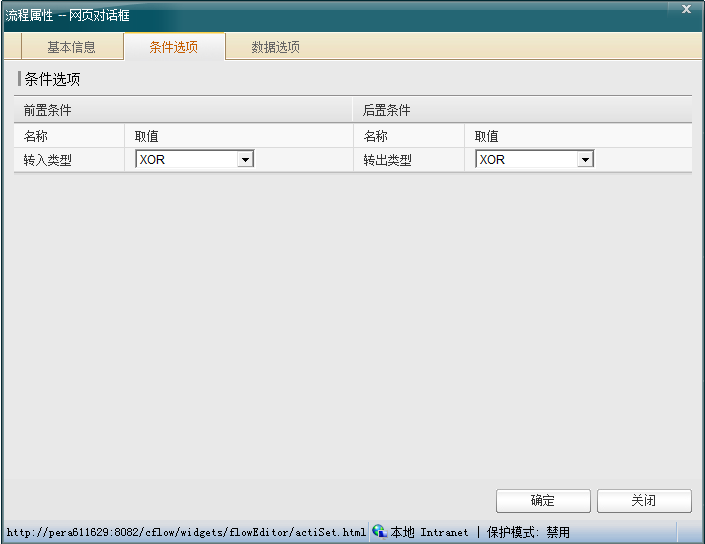 流程属性 -- 网页对话框
基本信息 条件选项 数据选项
条件选项
前置条件 后置条件
名称 取值 名称 取值
转入类型 XOR 转出类型 XOR
确定 关闭
http://pera611629:8082/cflow/widgets/flowEditor/actiSet.html 本地 Intranet | 保护模式: 禁用